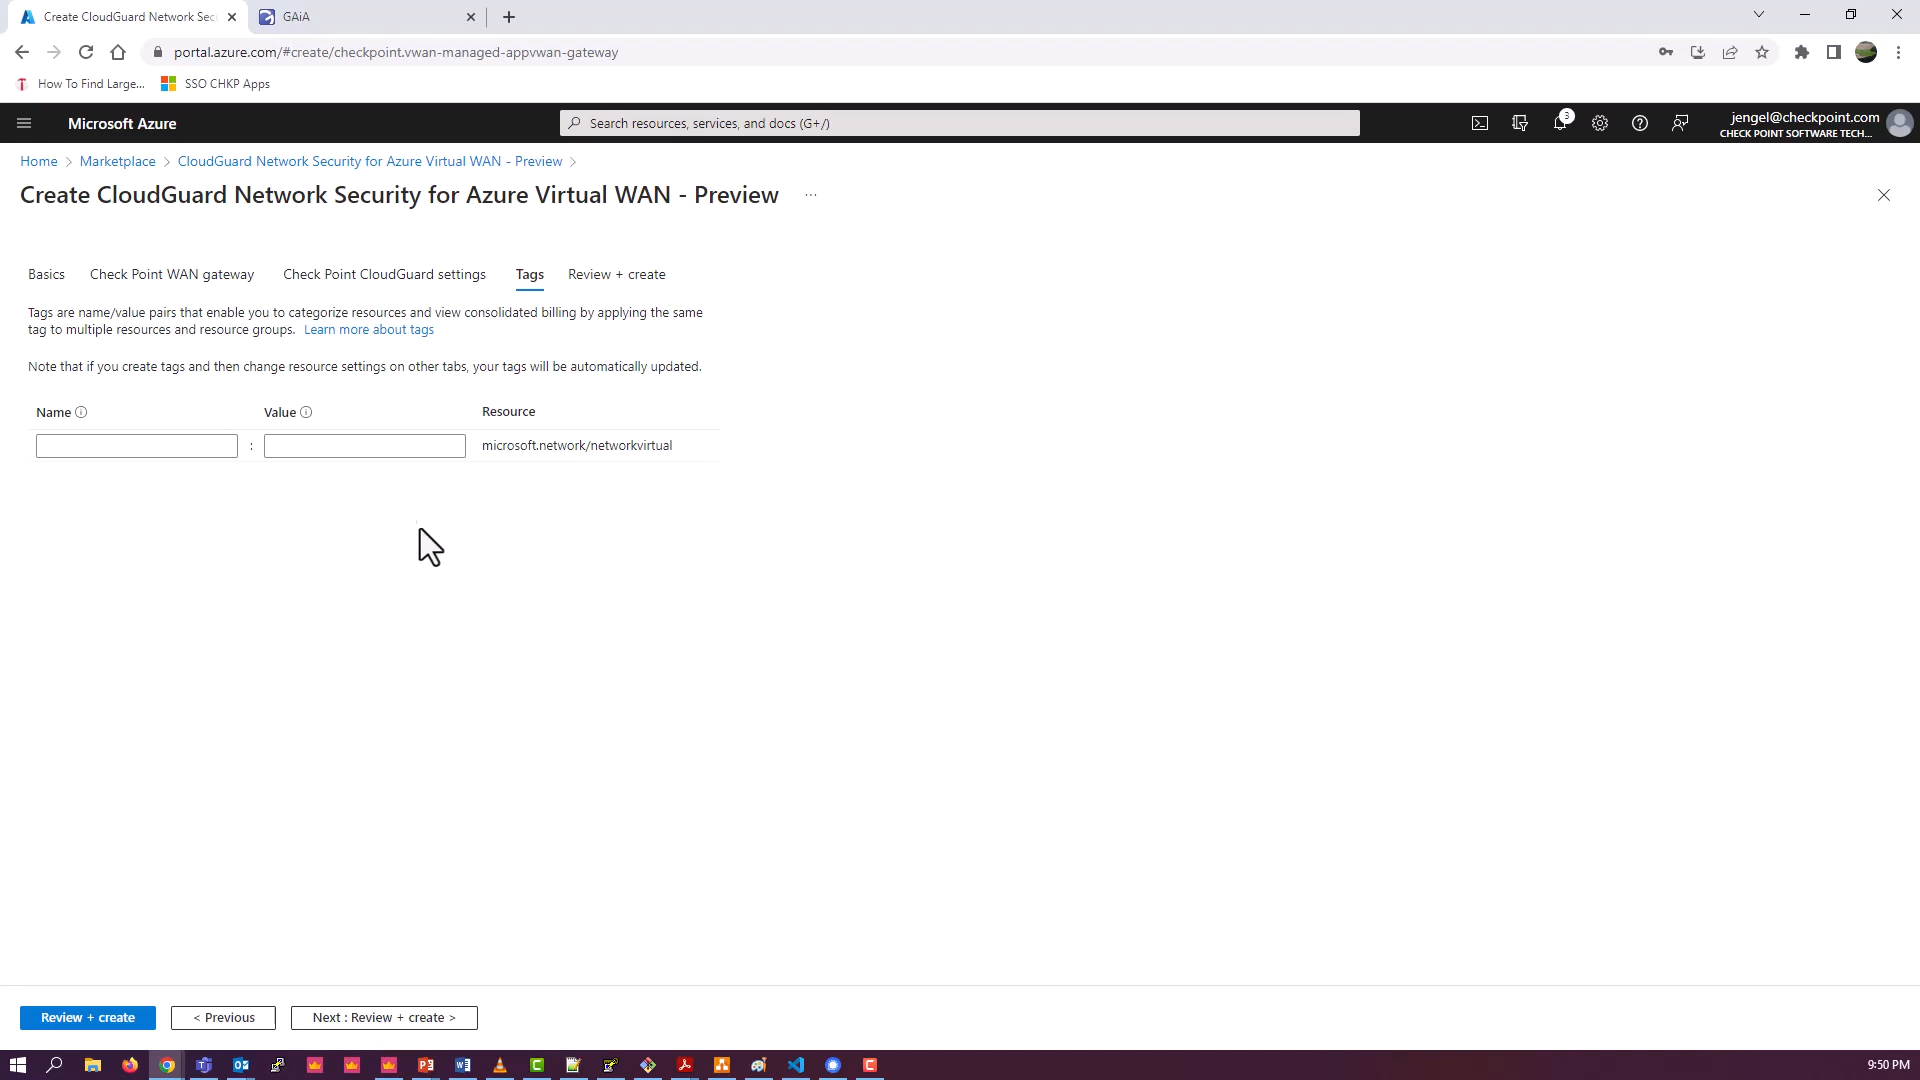 Create CloudGuard Network Sec
GAiA
portal.azure.com/#create/checkpoint.vwan-managed-appvwan-gateway
How To Find Large...
SSO CHKP Apps
Microsoft Azure
Search resources, services, and docs (G+/)
3
jengel@checkpoint.com
CHECK POINT SOFTWARE TECH...
Home > Marketplace > CloudGuard Network Security for Azure Virtual WAN - Preview >
Create CloudGuard Network Security for Azure Virtual WAN - Preview ...
Basics
Check Point WAN gateway
Check Point CloudGuard settings
Tags
Review + create
Tags are name/value pairs that enable you to categorize resources and view consolidated billing by applying the same
tag to multiple resources and resource groups. Learn more about tags
Note that if you create tags and then change resource settings on other tabs, your tags will be automatically updated.
Name
Value
Resource
:
microsoft.network/networkvirtual
Review + create
< Previous
Next : Review + create >
9:50 PM